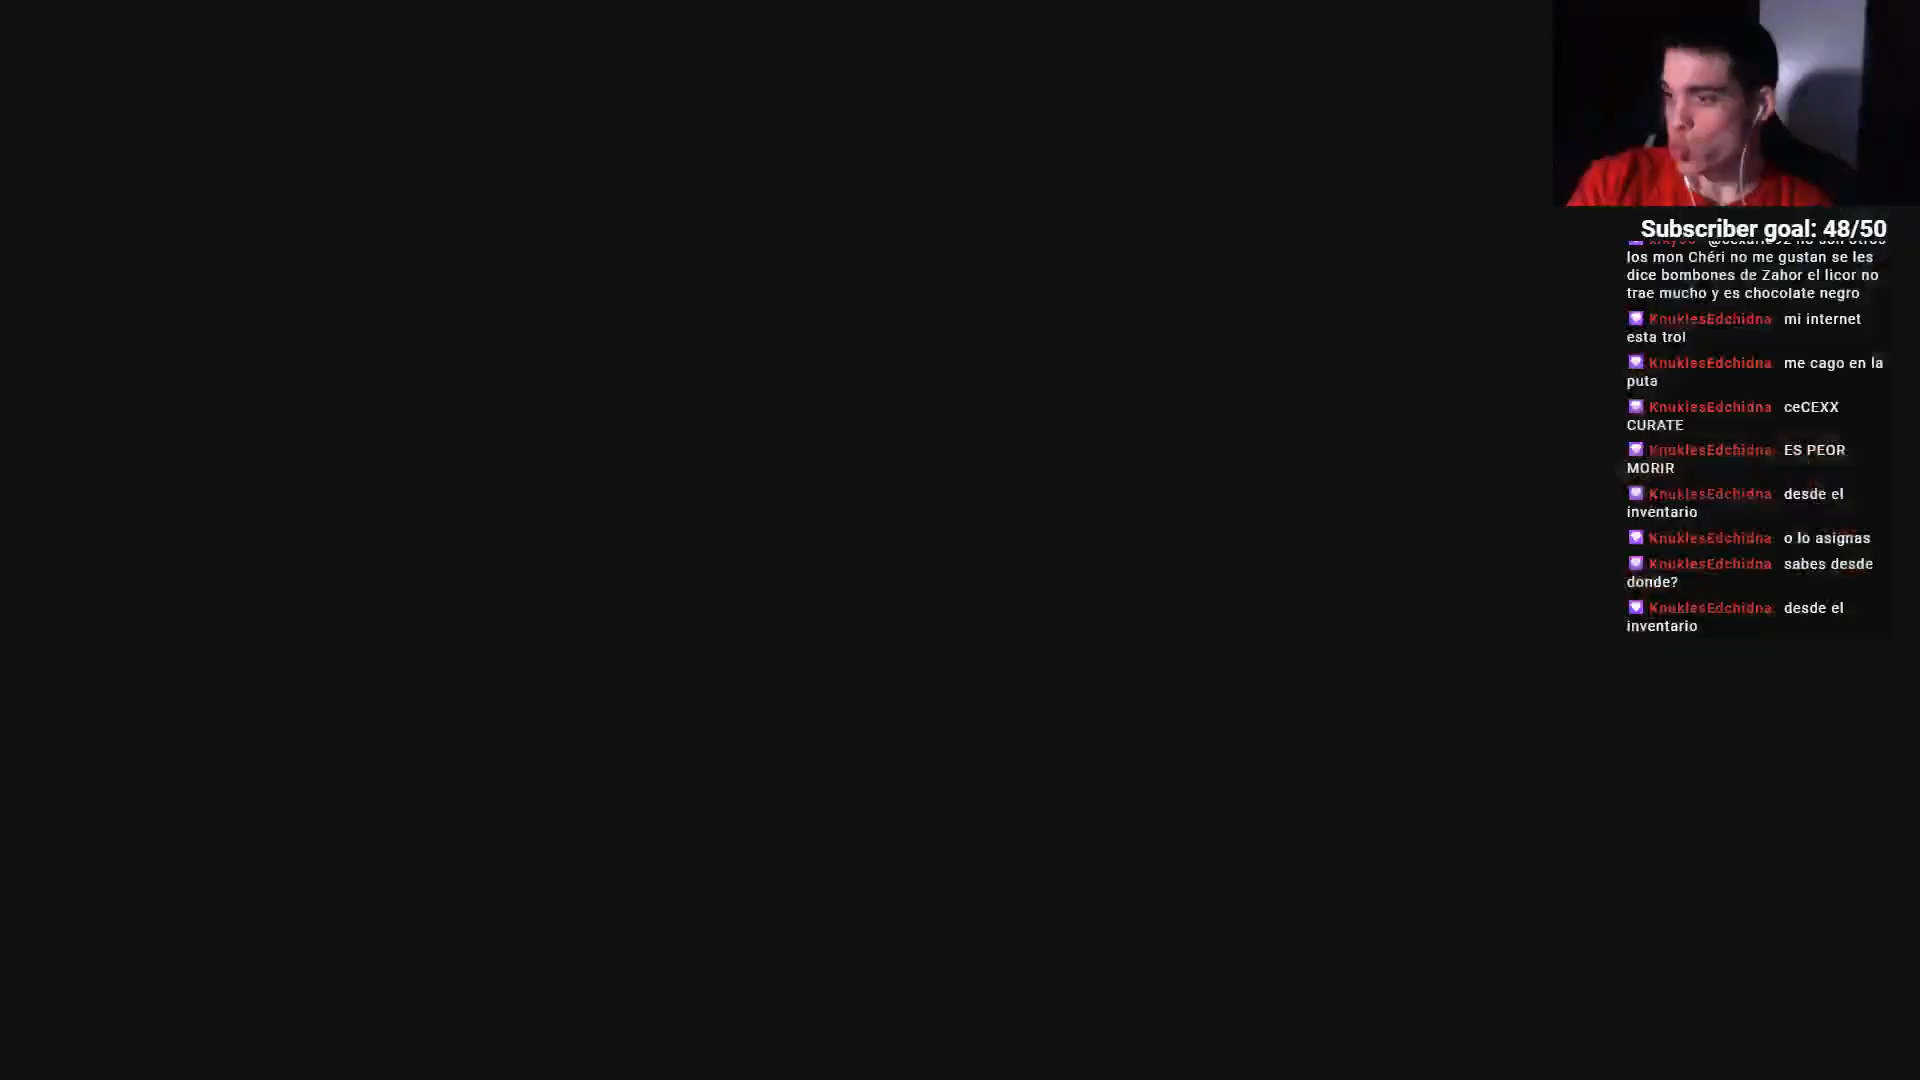 Subscriber goal: 48/50
no son otros
los mon Chéri no me gustan se les
dice bombones de Zahor el licor no
trae mucho y es chocolate negro
KnuklesEdchidna mi internet
esta trol
KnuklesEdchidna me cago en la
puta
KnuklesEdchidna ceCEXX
CURATE
KnuklesEdchidna ES PEOR
MORIR
KnuklesEdchidna desde el
inventario
KnuklesEdchidna o lo asignas
KnuklesEdchidna sabes desde
donde?
KnuklesEdchidna desde el
inventario